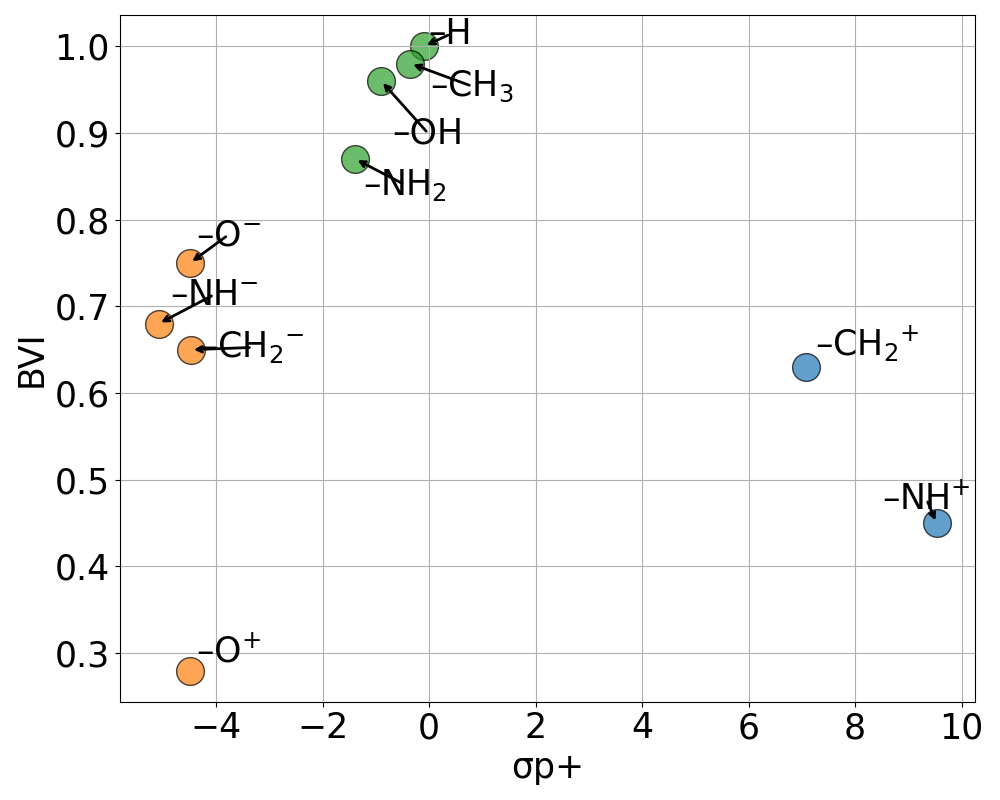 BVI
1.0
0.9
0.8
0.7
0.6
0.5
0.4
0.3
–H
–CH₃
–OH
–NH₂
–O⁻
–NH⁻
–CH₂⁻
–CH₂⁺
–NH⁺
–O⁺
−4 −2 0 2 4 6 8 10
σp+